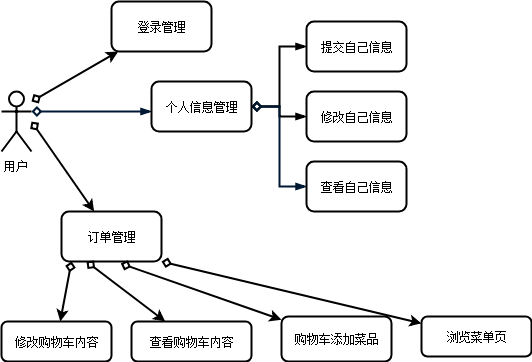 登录管理
提交自己信息
个人信息管理
修改自己信息
用户
查看自己信息
订单管理
修改购物车内容
查看购物车内容
购物车添加菜品
浏览菜单页